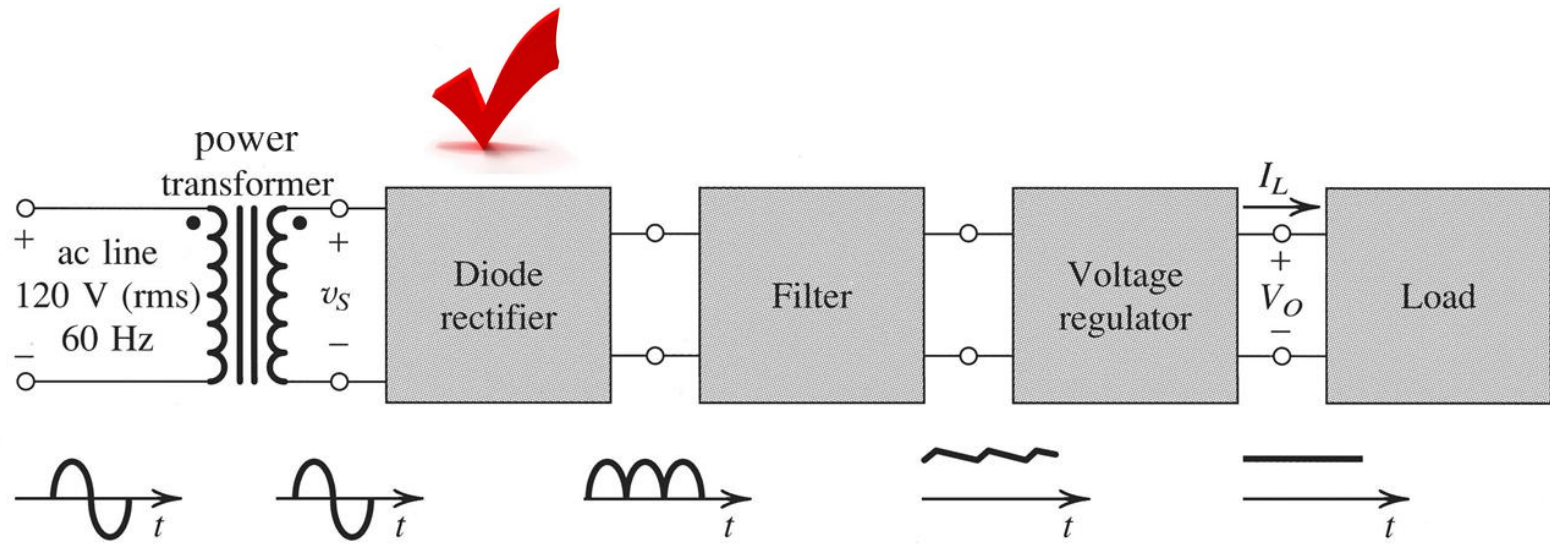 power
transformer
ac line
120 V (rms)
60 Hz
+
−
+
v_S
−
Diode
rectifier
Filter
Voltage
regulator
I_L
+
V_O
−
Load
t
t
t
t
t